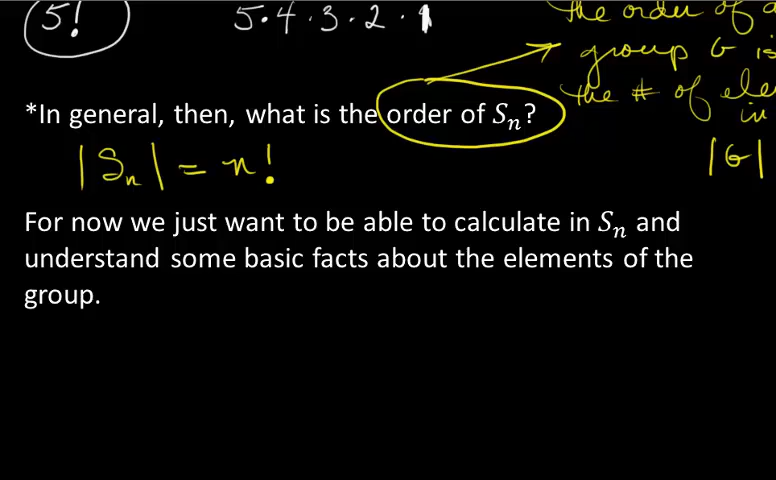 5! 5·4·3·2·1
the order of a
group G is
*In general, then, what is the order of Sₙ?
the # of ele
in
|Sₙ| = n!
|G|
For now we just want to be able to calculate in Sₙ and
understand some basic facts about the elements of the
group.